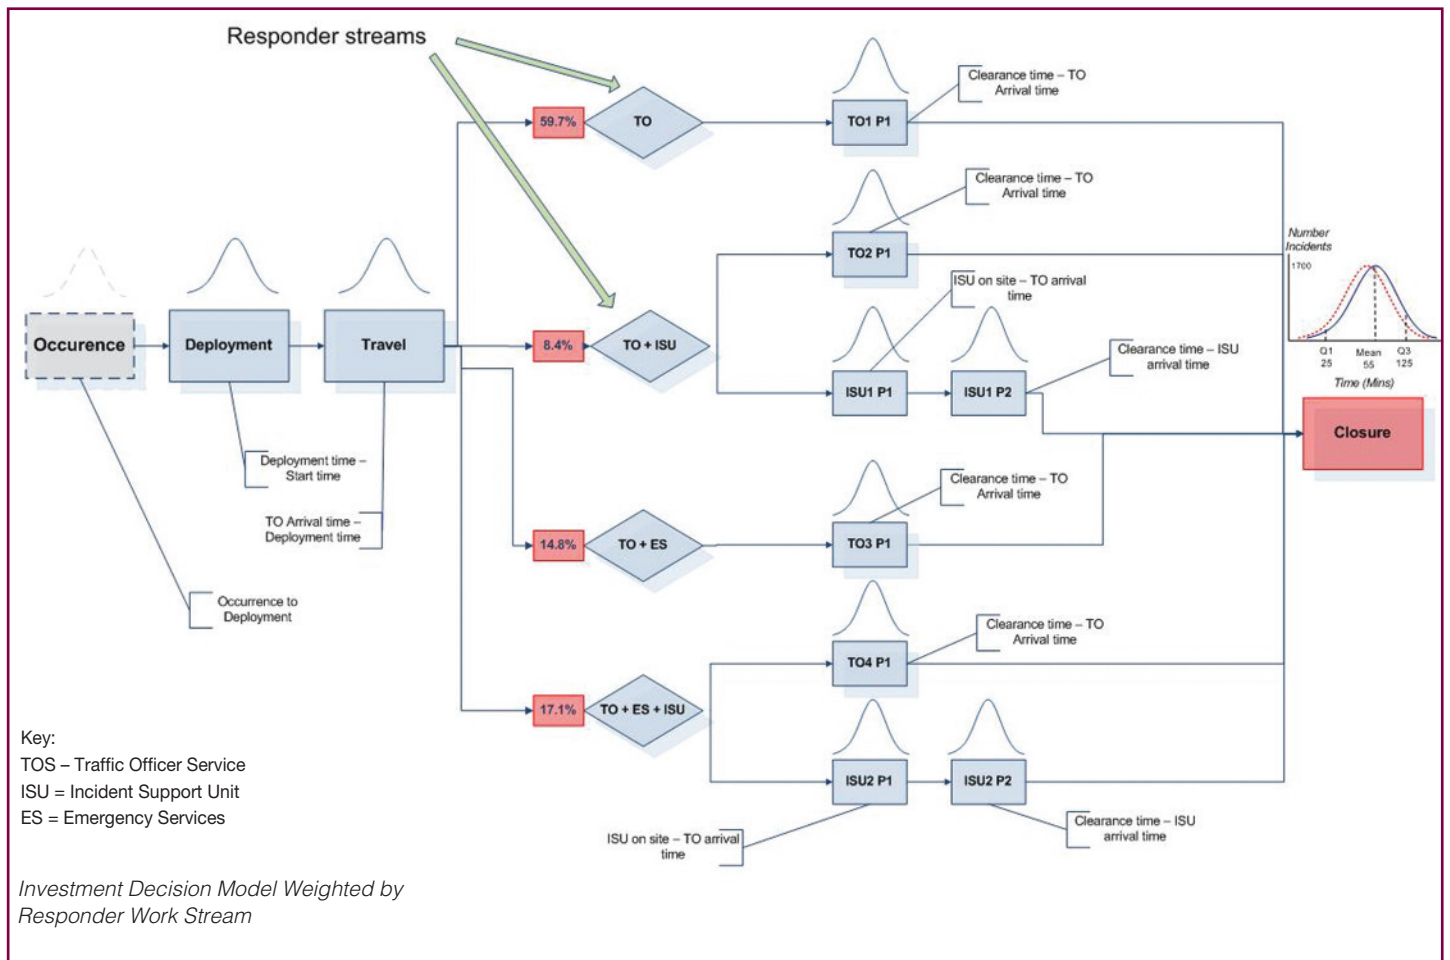 Responder streams
Clearance time – TO
Arrival time
59.7%
TO
TO1 P1
Clearance time – TO
Arrival time
TO2 P1
Number
Incidents
1700
Q1
25
Mean
55
Q3
125
Time (Mins)
ISU on site – TO arrival
time
Occurence
Deployment
Travel
8.4%
TO + ISU
Clearance time – ISU
arrival time
ISU1 P1
ISU1 P2
Closure
Deployment time –
Start time
TO Arrival time –
Deployment time
Clearance time – TO
Arrival time
14.8%
TO + ES
TO3 P1
Occurrence to
Deployment
Clearance time – TO
Arrival time
TO4 P1
17.1%
TO + ES + ISU
ISU2 P1
ISU2 P2
ISU on site – TO arrival
time
Clearance time – ISU
arrival time
Key:
TOS – Traffic Officer Service
ISU = Incident Support Unit
ES = Emergency Services
Investment Decision Model Weighted by
Responder Work Stream